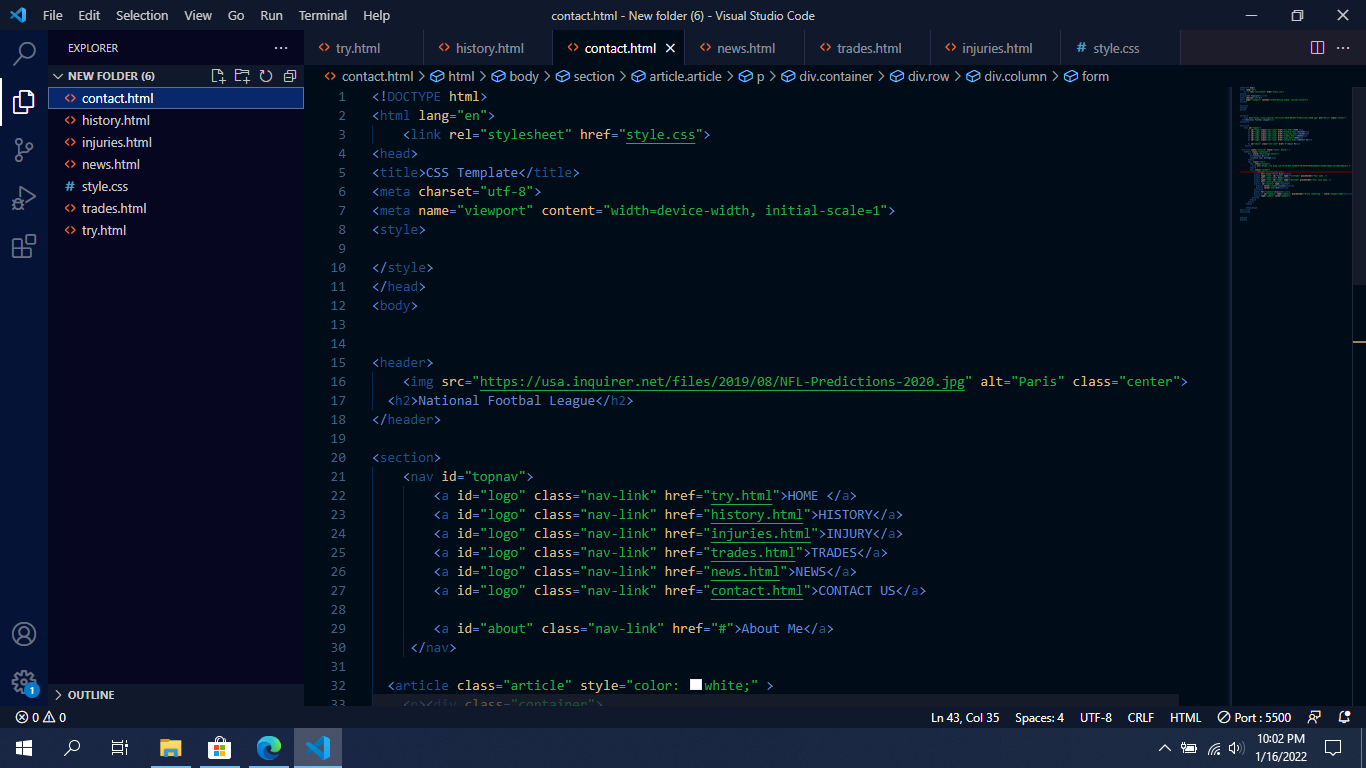 File Edit Selection View Go Run Terminal Help contact.html - New folder (6) - Visual Studio Code
EXPLORER
try.html history.html contact.html news.html trades.html injuries.html # style.css
NEW FOLDER (6)
contact.html
history.html
injuries.html
news.html
# style.css
trades.html
try.html
OUTLINE
contact.html > html > body > section > article.article > p > div.container > div.row > div.column > form
1 <!DOCTYPE html>
2 <html lang="en">
3 <link rel="stylesheet" href="style.css">
4 <head>
5 <title>CSS Template</title>
6 <meta charset="utf-8">
7 <meta name="viewport" content="width=device-width, initial-scale=1">
8 <style>
9
10 </style>
11 </head>
12 <body>
13
14
15 <header>
16 <img src="https://usa.inquirer.net/files/2019/08/NFL-Predictions-2020.jpg" alt="Paris" class="center">
17 <h2>National Footbal League</h2>
18 </header>
19
20 <section>
21 <nav id="topnav">
22 <a id="logo" class="nav-link" href="try.html">HOME </a>
23 <a id="logo" class="nav-link" href="history.html">HISTORY</a>
24 <a id="logo" class="nav-link" href="injuries.html">INJURY</a>
25 <a id="logo" class="nav-link" href="trades.html">TRADES</a>
26 <a id="logo" class="nav-link" href="news.html">NEWS</a>
27 <a id="logo" class="nav-link" href="contact.html">CONTACT US</a>
28
29 <a id="about" class="nav-link" href="#">About Me</a>
30 </nav>
31
32 <article class="article" style="color: white;" >
33 <p><div class="container">
1
0 0 Ln 43, Col 35 Spaces: 4 UTF-8 CRLF HTML Port : 5500
10:02 PM
1/16/2022